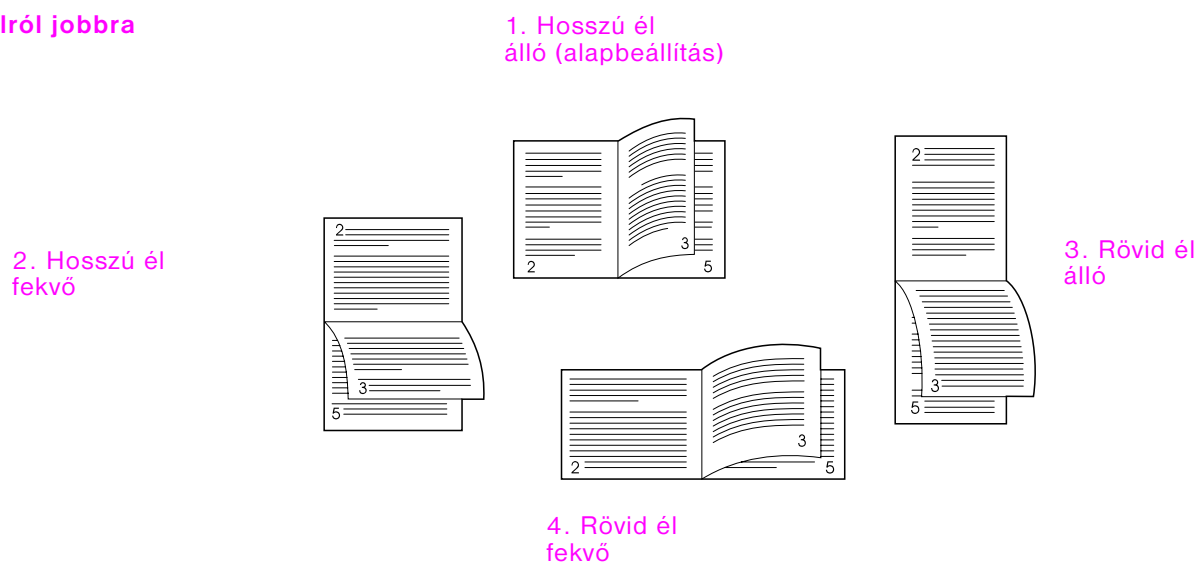 lról jobbra
1. Hosszú él
álló (alapbeállítás)
2
3
5
2. Hosszú él
fekvő
2
3
5
2
3
5
3. Rövid él
álló
2
3
5
4. Rövid él
fekvő